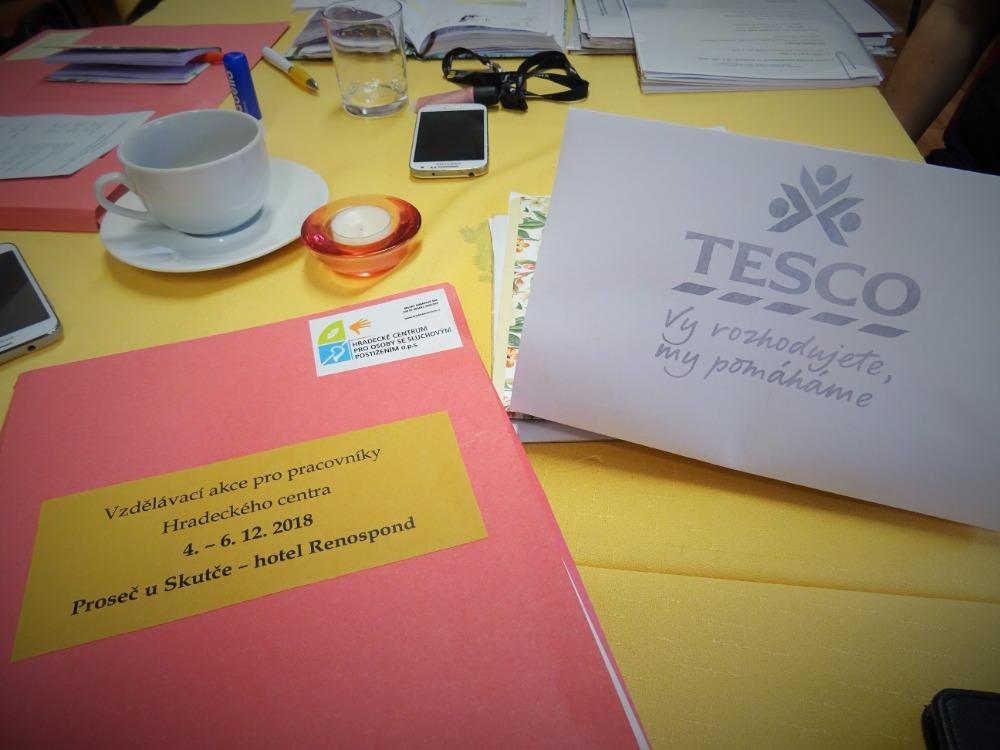 TESCO
Vy rozhodujete,
my pomáháme
HRADECKÉ CENTRUM
PRO OSOBY SE SLUCHOVÝM
POSTIŽENÍM o.p.s.
Vzdělávací akce pro pracovníky
Hradeckého centra
4. – 6. 12. 2018
Proseč u Skutče – hotel Renospond